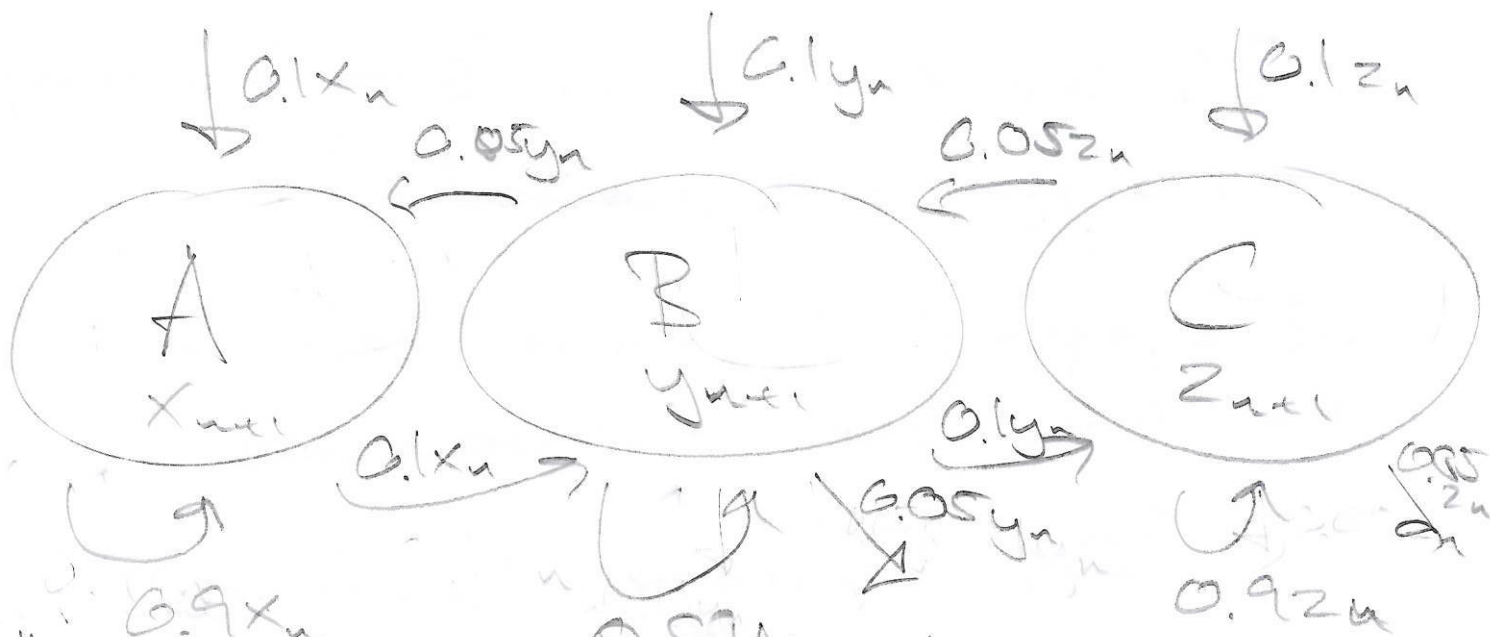 0.1xₙ 0.1yₙ 0.1zₙ
0.05yₙ 0.05zₙ
A B C
xₙ₊₁ yₙ₊₁ zₙ₊₁
0.1xₙ 0.1yₙ 0.05zₙ
0.05yₙ
0.9xₙ 0.9zₙ